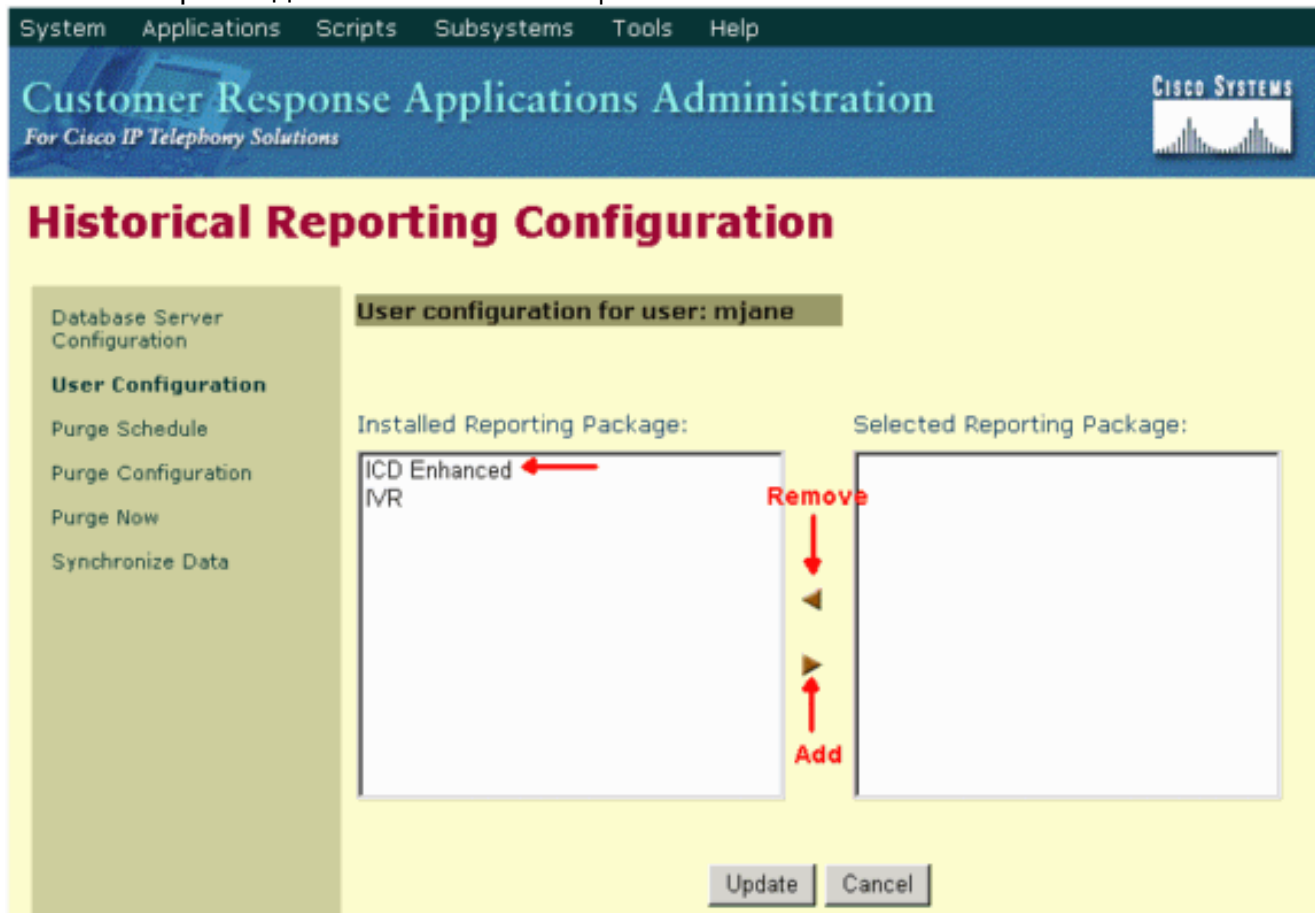 System Applications Scripts Subsystems Tools Help
Customer Response Applications Administration
For Cisco IP Telephony Solutions
CISCO SYSTEMS
Historical Reporting Configuration
Database Server
Configuration
User Configuration
Purge Schedule
Purge Configuration
Purge Now
Synchronize Data
User configuration for user: mjane
Installed Reporting Package:
Selected Reporting Package:
ICD Enhanced
IVR
Remove
Add
Update Cancel